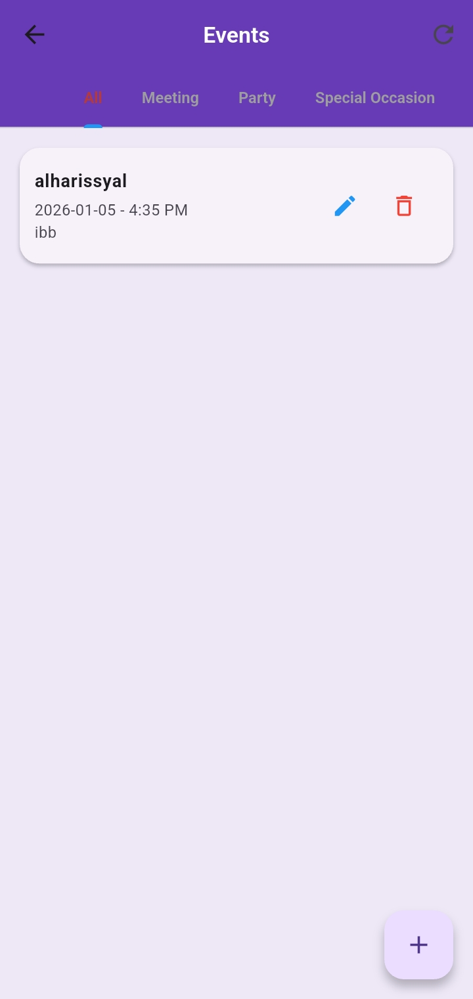 Events
All Meeting Party Special Occasion
alharissyal
2026-01-05 - 4:35 PM
ibb